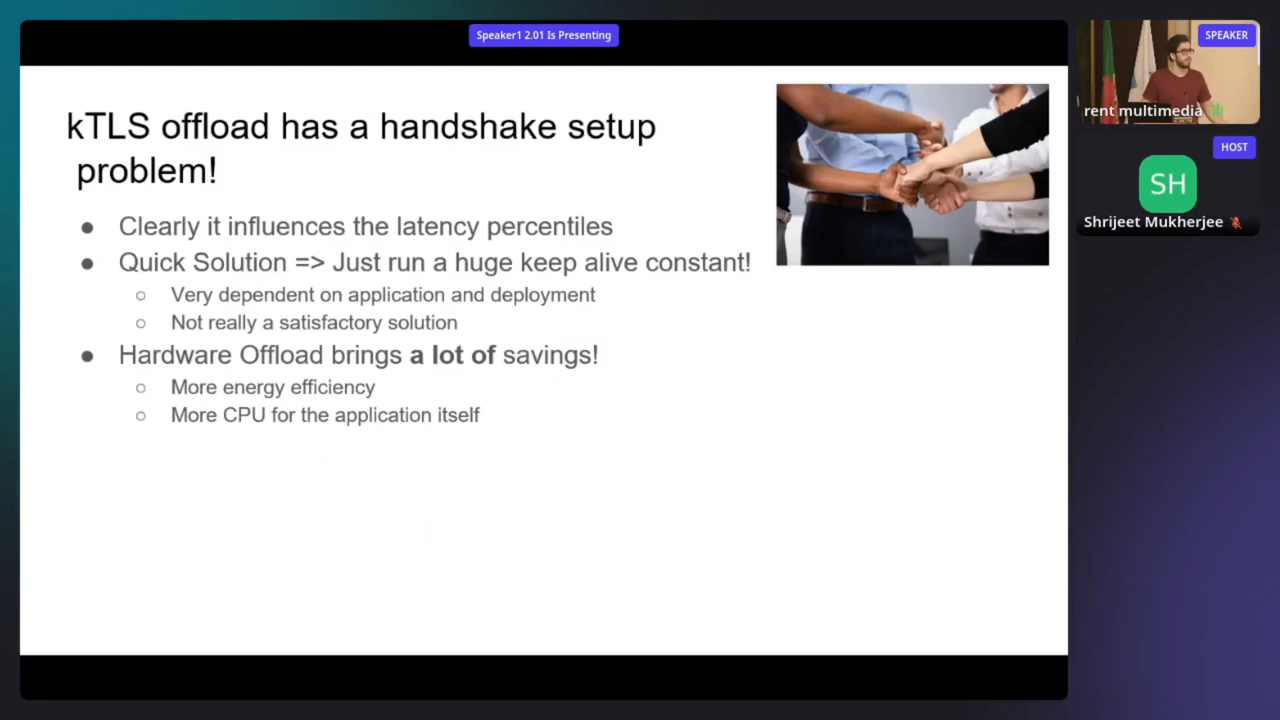 Speaker1 2.01 Is Presenting
kTLS offload has a handshake setup
problem!
● Clearly it influences the latency percentiles
● Quick Solution => Just run a huge keep alive constant!
○ Very dependent on application and deployment
○ Not really a satisfactory solution
● Hardware Offload brings a lot of savings!
○ More energy efficiency
○ More CPU for the application itself
SPEAKER
rent multimedia
HOST
SH
Shrijeet Mukherjee